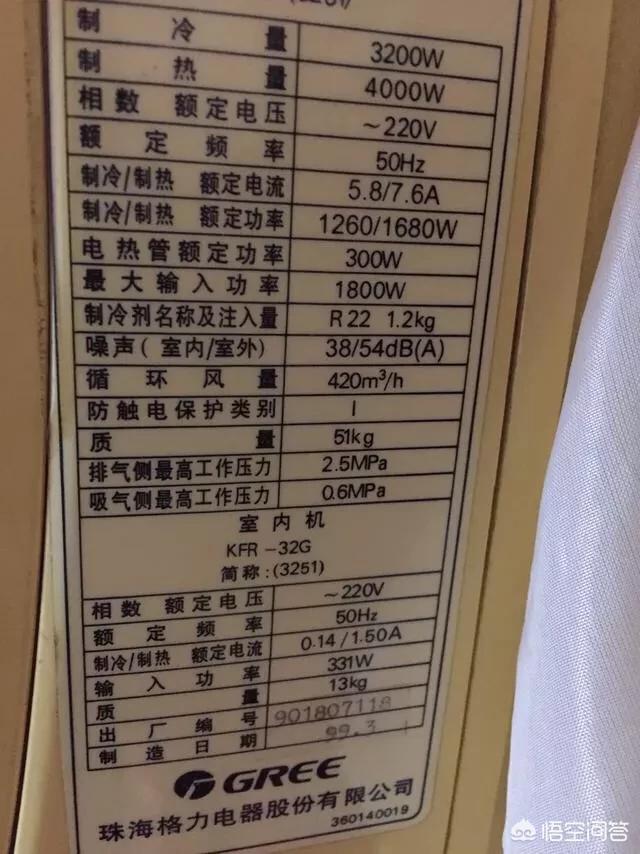 制冷量 3200W
制热量 4000W
相数 额定电压 ~220V
额定频率 50Hz
制冷/制热 额定电流 5.8/7.6A
制冷/制热 额定功率 1260/1680W
电热管额定功率 300W
最大输入功率 1800W
制冷剂名称及注入量 R22 1.2kg
噪声(室内/室外) 38/54dB(A)
循环风量 420m³/h
防触电保护类别 I
质量 51kg
排气侧最高工作压力 2.5MPa
吸气侧最高工作压力 0.6MPa
室内机
KFR-32G
简称:(3251)
相数 额定电压 ~220V
额定频率 50Hz
制冷/制热 额定电流 0.14/1.50A
输入功率 331W
质量 13kg
出厂编号 901807118
制造日期 99.3
GREE
珠海格力电器股份有限公司
360140019
悟空问答